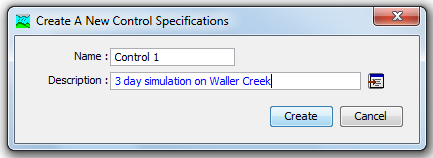 Create A New Control Specifications
Name : Control 1
Description : 3 day simulation on Waller Creek
Create Cancel